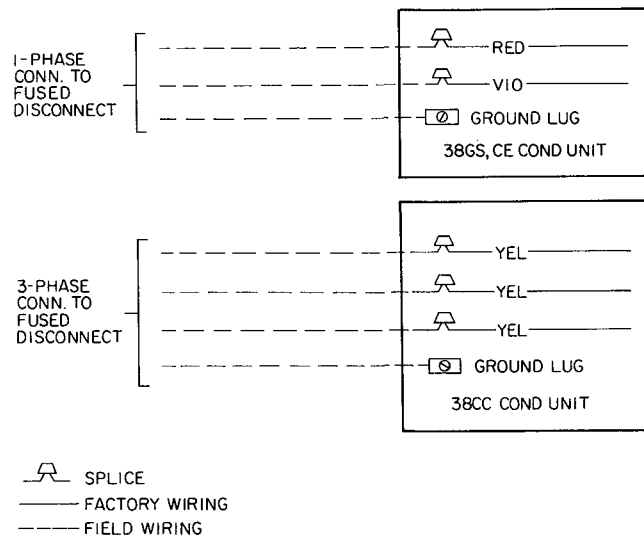 1-PHASE
CONN. TO
FUSED
DISCONNECT
RED
VIO
GROUND LUG
38GS, CE COND UNIT
3-PHASE
CONN. TO
FUSED
DISCONNECT
YEL
YEL
YEL
GROUND LUG
38CC COND UNIT
SPLICE
FACTORY WIRING
FIELD WIRING